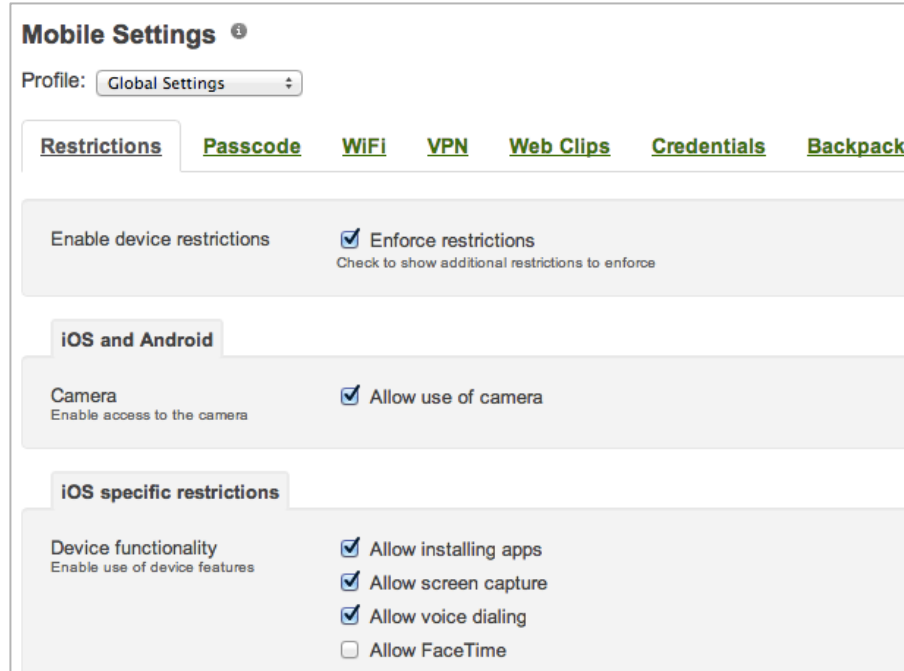 Mobile Settings
Profile: Global Settings
Restrictions Passcode WiFi VPN Web Clips Credentials Backpack
Enable device restrictions Enforce restrictions
Check to show additional restrictions to enforce
iOS and Android
Camera Allow use of camera
Enable access to the camera
iOS specific restrictions
Device functionality Allow installing apps
Enable use of device features
Allow screen capture
Allow voice dialing
Allow FaceTime